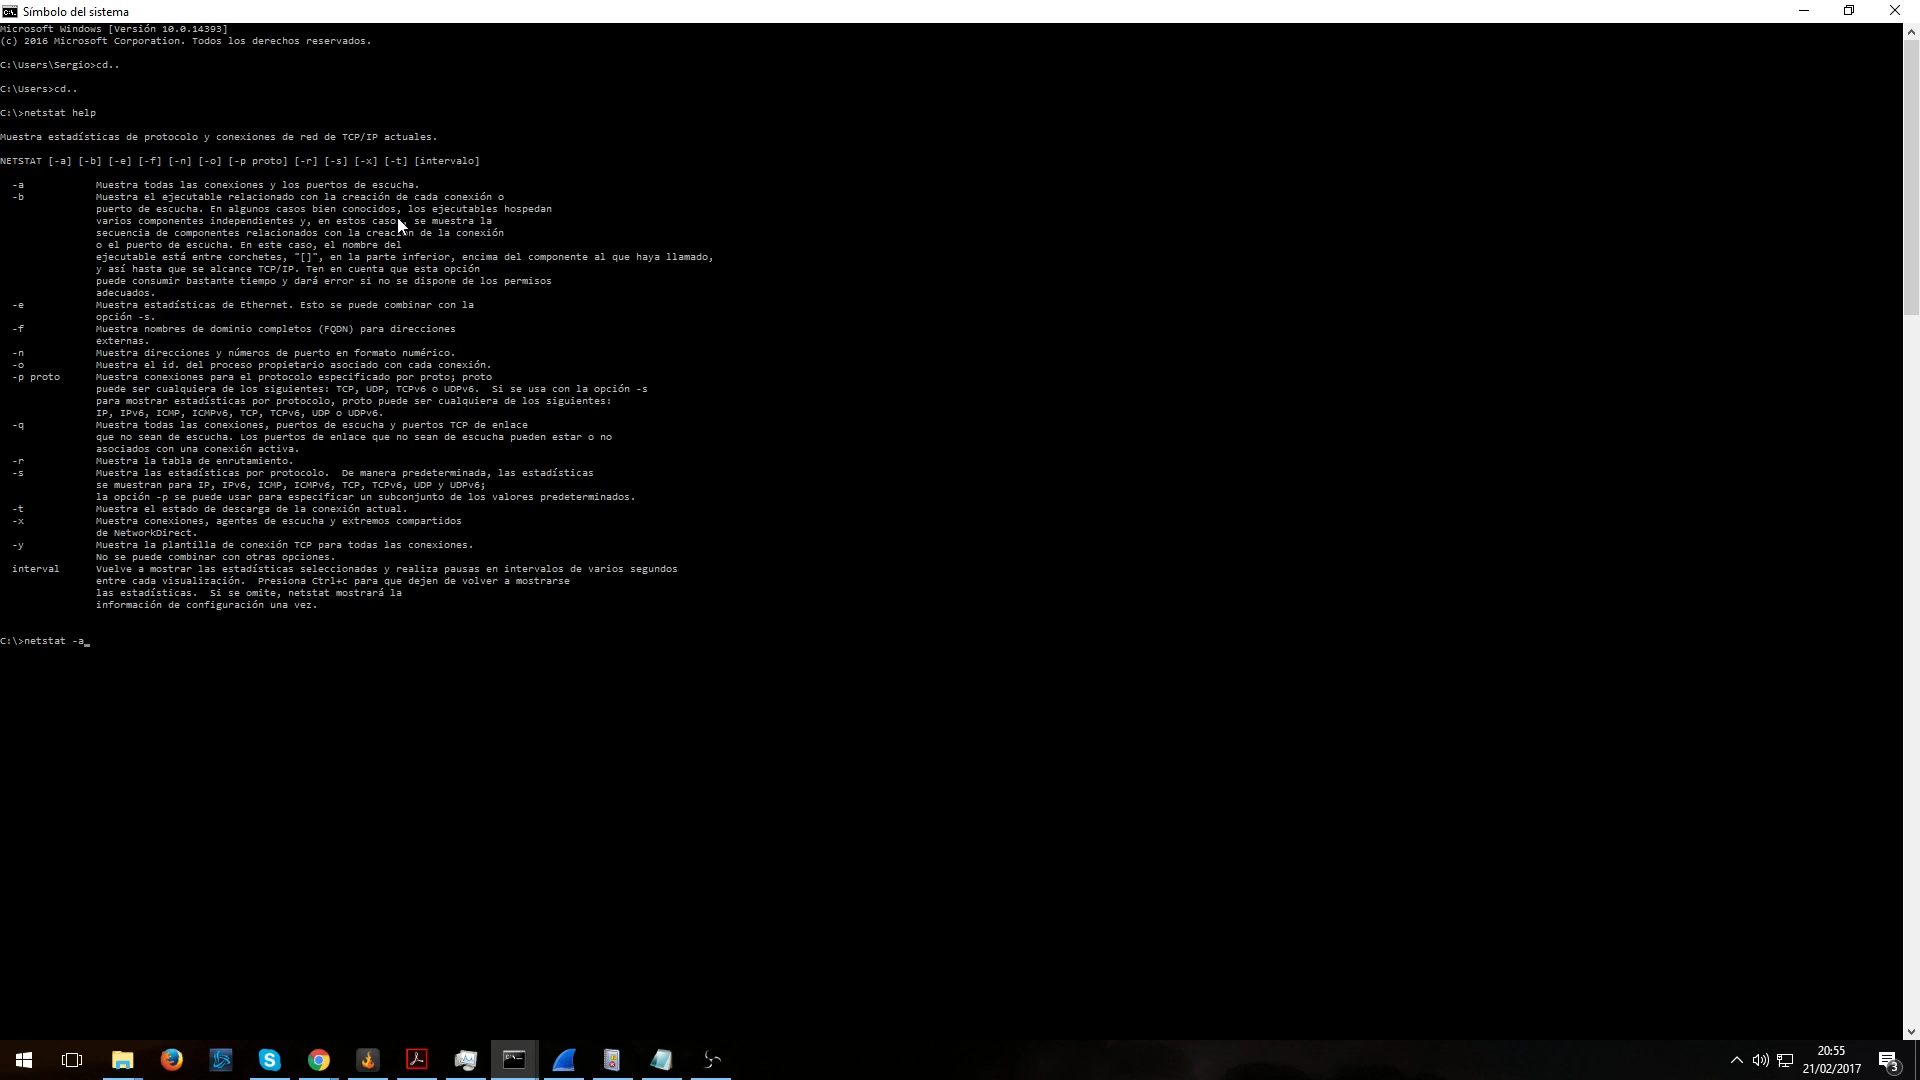 Símbolo del sistema
Microsoft Windows [Versión 10.0.14393]
(c) 2016 Microsoft Corporation. Todos los derechos reservados.
C:\Users\Sergio>cd..
C:\Users>cd..
C:\>netstat help
Muestra estadísticas de protocolo y conexiones de red de TCP/IP actuales.
NETSTAT [-a] [-b] [-e] [-f] [-n] [-o] [-p proto] [-r] [-s] [-x] [-t] [intervalo]
-a Muestra todas las conexiones y los puertos de escucha.
-b Muestra el ejecutable relacionado con la creación de cada conexión o
puerto de escucha. En algunos casos bien conocidos, los ejecutables hospedan
varios componentes independientes y, en estos casos, se muestra la
secuencia de componentes relacionados con la creación de la conexión
o el puerto de escucha. En este caso, el nombre del
ejecutable está entre corchetes, "[]", en la parte inferior, encima del componente al que haya llamado,
y así hasta que se alcance TCP/IP. Ten en cuenta que esta opción
puede consumir bastante tiempo y dará error si no se dispone de los permisos
adecuados.
-e Muestra estadísticas de Ethernet. Esto se puede combinar con la
opción -s.
-f Muestra nombres de dominio completos (FQDN) para direcciones
externas.
-n Muestra direcciones y números de puerto en formato numérico.
-o Muestra el id. del proceso propietario asociado con cada conexión.
-p proto Muestra conexiones para el protocolo especificado por proto; proto
puede ser cualquiera de los siguientes: TCP, UDP, TCPv6 o UDPv6. Si se usa con la opción -s
para mostrar estadísticas por protocolo, proto puede ser cualquiera de los siguientes:
IP, IPv6, ICMP, ICMPv6, TCP, TCPv6, UDP o UDPv6.
-q Muestra todas las conexiones, puertos de escucha y puertos TCP de enlace
que no sean de escucha. Los puertos de enlace que no sean de escucha pueden estar o no
asociados con una conexión activa.
-r Muestra la tabla de enrutamiento.
-s Muestra las estadísticas por protocolo. De manera predeterminada, las estadísticas
se muestran para IP, IPv6, ICMP, ICMPv6, TCP, TCPv6, UDP y UDPv6;
la opción -p se puede usar para especificar un subconjunto de los valores predeterminados.
-t Muestra el estado de descarga de la conexión actual.
-x Muestra conexiones, agentes de escucha y extremos compartidos
de NetworkDirect.
-y Muestra la plantilla de conexión TCP para todas las conexiones.
No se puede combinar con otras opciones.
interval Vuelve a mostrar las estadísticas seleccionadas y realiza pausas en intervalos de varios segundos
entre cada visualización. Presiona Ctrl+c para que dejen de volver a mostrarse
las estadísticas. Si se omite, netstat mostrará la
información de configuración una vez.
C:\>netstat -a_
20:55
21/02/2017
3